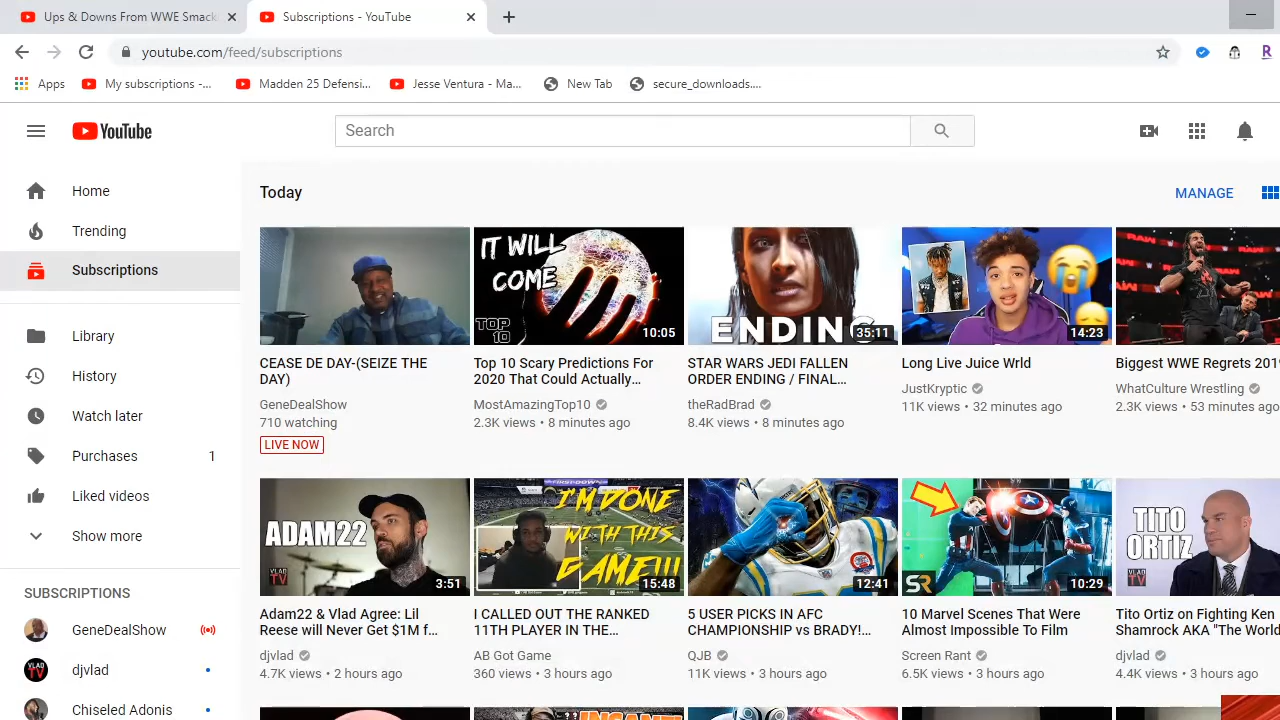 Ups & Downs From WWE Smack
Subscriptions - YouTube
youtube.com/feed/subscriptions
R
Apps
My subscriptions -...
Madden 25 Defensi...
Jesse Ventura - Ma...
New Tab
secure_downloads....
YouTube
Search
Home
Trending
Subscriptions
Library
History
Watch later
Purchases 1
Liked videos
Show more
SUBSCRIPTIONS
GeneDealShow
djvlad
Chiseled Adonis
Today
MANAGE
CEASE DE DAY-(SEIZE THE
DAY)
GeneDealShow
710 watching
LIVE NOW
IT WILL
COME
TOP
10
10:05
Top 10 Scary Predictions For
2020 That Could Actually...
MostAmazingTop10
2.3K views • 8 minutes ago
ENDING
35:11
STAR WARS JEDI FALLEN
ORDER ENDING / FINAL...
theRadBrad
8.4K views • 8 minutes ago
14:23
Long Live Juice Wrld
JustKryptic
11K views • 32 minutes ago
RAW
Biggest WWE Regrets 201
WhatCulture Wrestling
2.3K views • 53 minutes ago
ADAM22
VLAD
TV
3:51
Adam22 & Vlad Agree: Lil
Reese will Never Get $1M f...
djvlad
4.7K views • 2 hours ago
FIRST-DOWN
I'M DONE
WITH THIS
GAME!!!
15:48
I CALLED OUT THE RANKED
11TH PLAYER IN THE...
AB Got Game
360 views • 3 hours ago
12:41
5 USER PICKS IN AFC
CHAMPIONSHIP vs BRADY!...
QJB
11K views • 3 hours ago
SR
10:29
10 Marvel Scenes That Were
Almost Impossible To Film
Screen Rant
6.5K views • 3 hours ago
TITO
ORTIZ
VLAD
TV
Tito Ortiz on Fighting Ken
Shamrock AKA "The World
djvlad
4.4K views • 3 hours ago